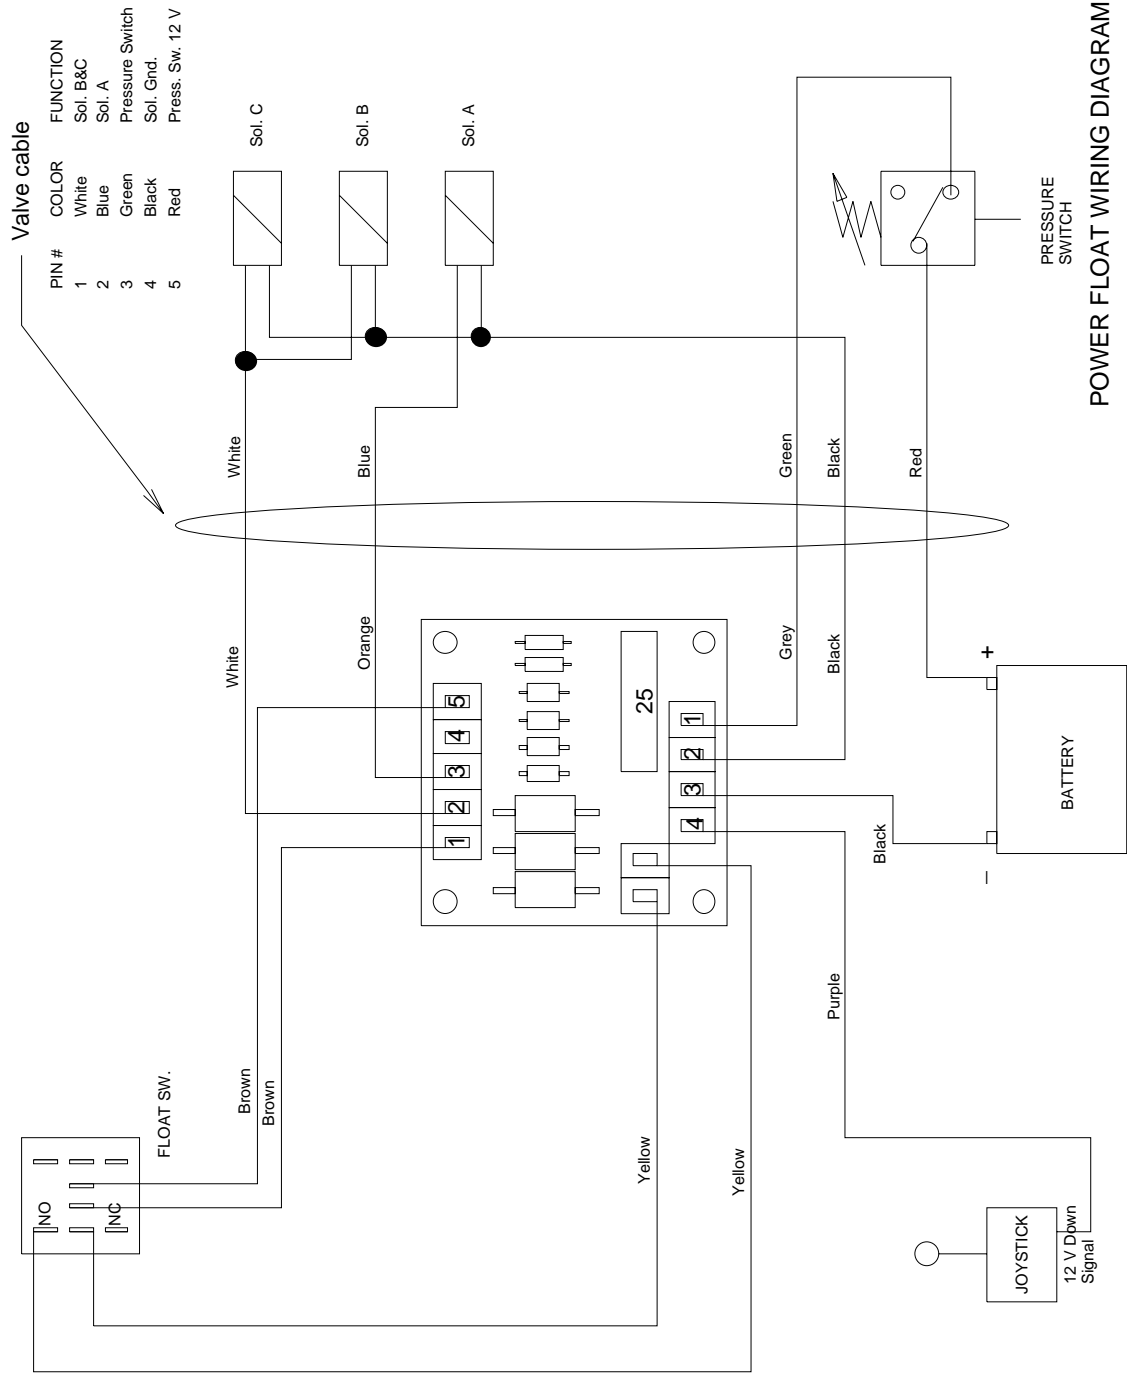 Valve cable
PIN # COLOR FUNCTION
1 White Sol. B&C
2 Blue Sol. A
3 Green Pressure Switch
4 Black Sol. Gnd.
5 Red Press. Sw. 12 V
FLOAT SW.
NO
NC
Brown
Brown
White
White
Sol. C
Orange
Blue
Sol. B
Sol. A
1
2
3
4
5
25
4
3
2
1
Yellow
Yellow
Grey
Green
Black
Black
Purple
Black
Red
PRESSURE
SWITCH
JOYSTICK
12 V Down
Signal
–
+
BATTERY
POWER FLOAT WIRING DIAGRAM